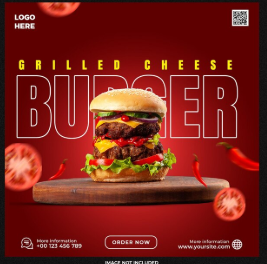 LOGO
HERE
GRILLED CHEESE
BURGER
More information
+00 123 456 789
ORDER NOW
More information
www.yoursite.com
IMAGE NOT INCLUDED